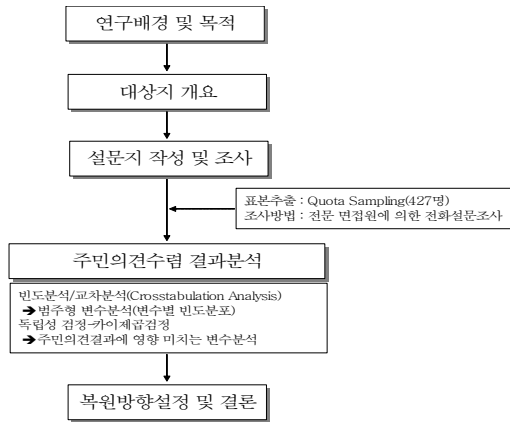 연구배경 및 목적
대상지 개요
설문지 작성 및 조사
표본추출 : Quota Sampling(427명)
조사방법 : 전문 면접원에 의한 전화설문조사
주민의견수렴 결과분석
빈도분석/교차분석(Crosstabulation Analysis)
➔범주형 변수분석(변수별 빈도분포)
독립성 검정-카이제곱검정
➔주민의견결과에 영향 미치는 변수분석
복원방향설정 및 결론